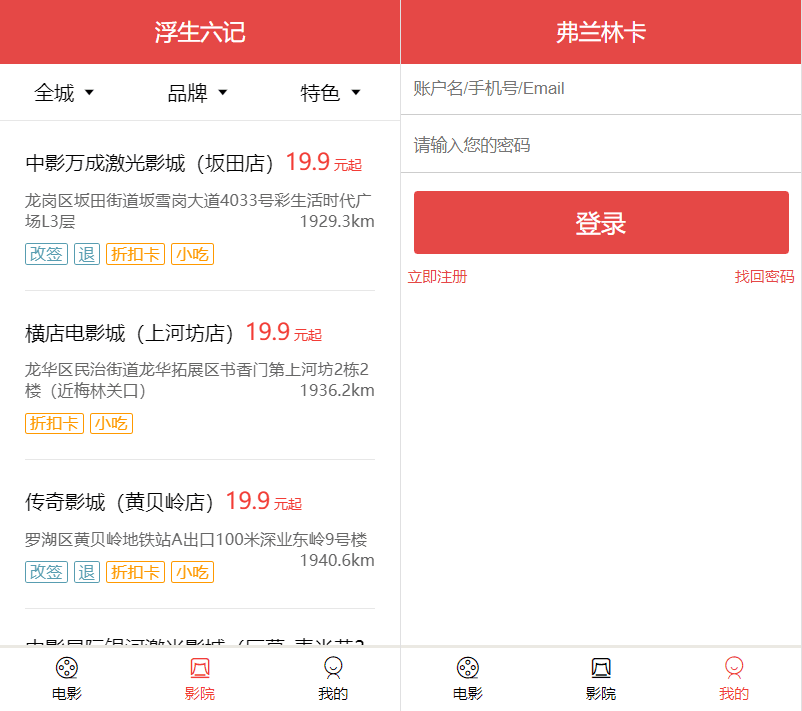 浮生六记
全城 品牌 特色
中影万成激光影城（坂田店）19.9 元起
龙岗区坂田街道坂雪岗大道4033号彩生活时代广
场L3层 1929.3km
改签 退 折扣卡 小吃
横店电影城（上河坊店）19.9 元起
龙华区民治街道龙华拓展区书香门第上河坊2栋2
楼（近梅林关口） 1936.2km
折扣卡 小吃
传奇影城（黄贝岭店）19.9 元起
罗湖区黄贝岭地铁站A出口100米深业东岭9号楼
1940.6km
改签 退 折扣卡 小吃
电影 影院 我的
弗兰林卡
账户名/手机号/Email
请输入您的密码
登录
立即注册 找回密码
电影 影院 我的